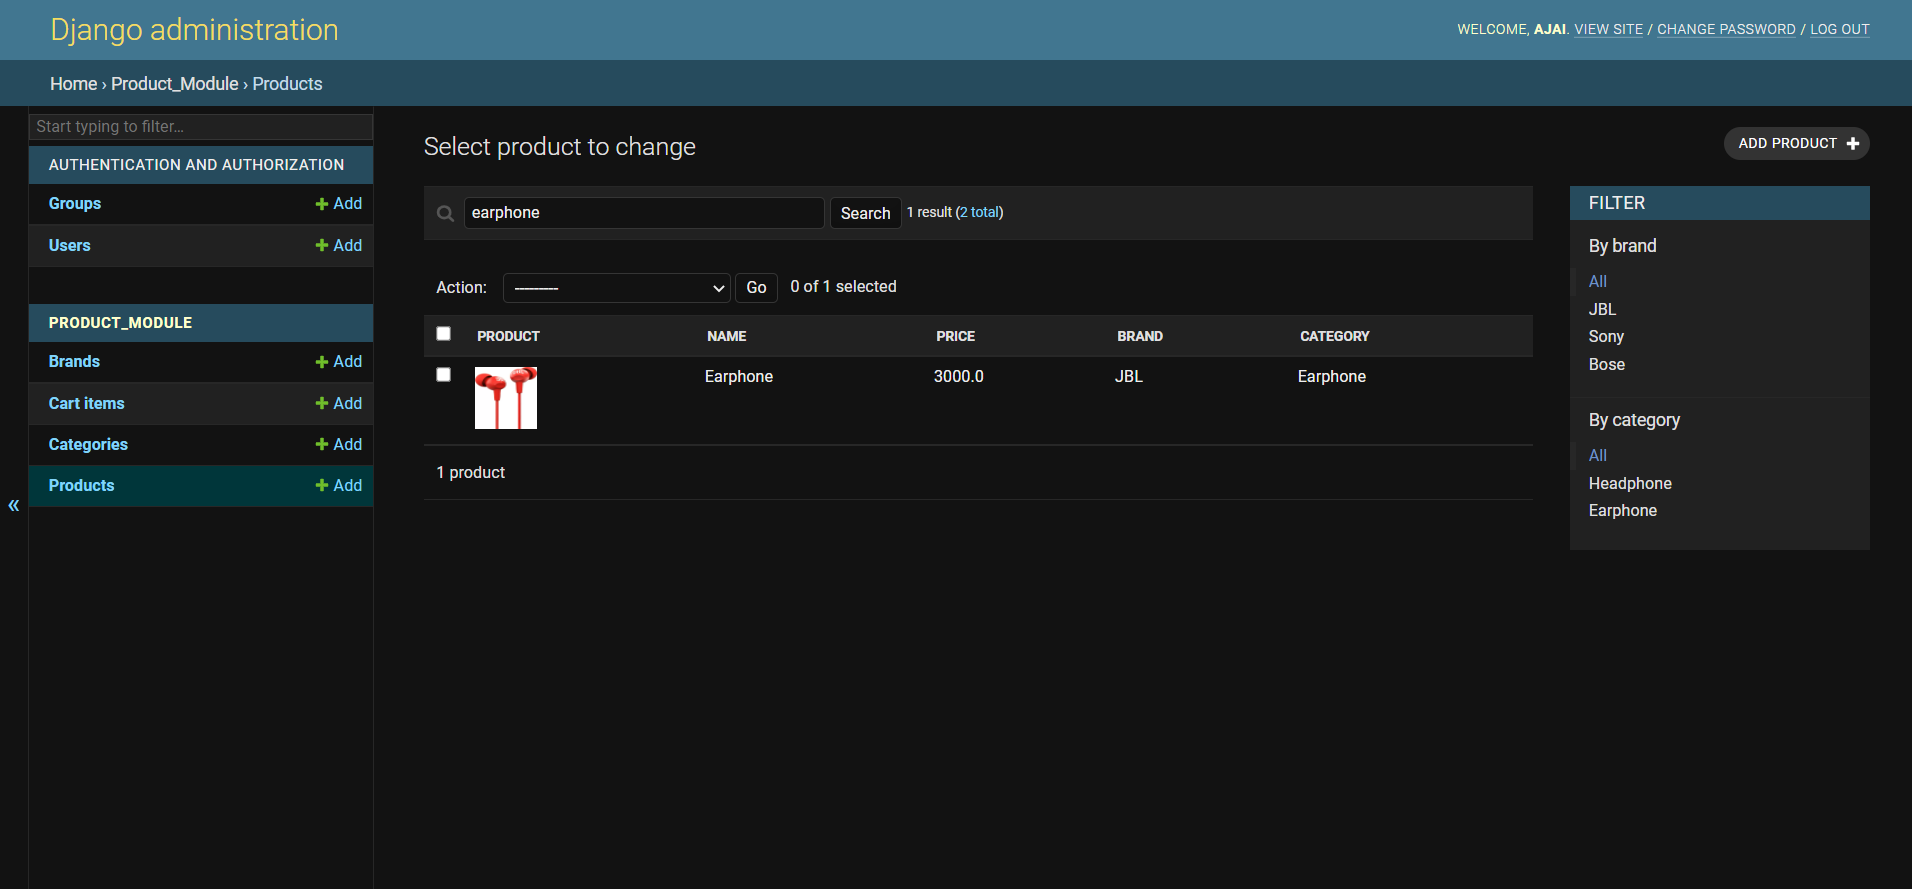 Django administration
WELCOME, AJAI. VIEW SITE / CHANGE PASSWORD / LOG OUT
Home › Product_Module › Products
Start typing to filter...
AUTHENTICATION AND AUTHORIZATION
Groups + Add
Users + Add
PRODUCT_MODULE
Brands + Add
Cart items + Add
Categories + Add
Products + Add
«
Select product to change
ADD PRODUCT +
earphone Search 1 result (2 total)
Action: --------- Go 0 of 1 selected
PRODUCT NAME PRICE BRAND CATEGORY
Earphone 3000.0 JBL Earphone
1 product
FILTER
By brand
All
JBL
Sony
Bose
By category
All
Headphone
Earphone